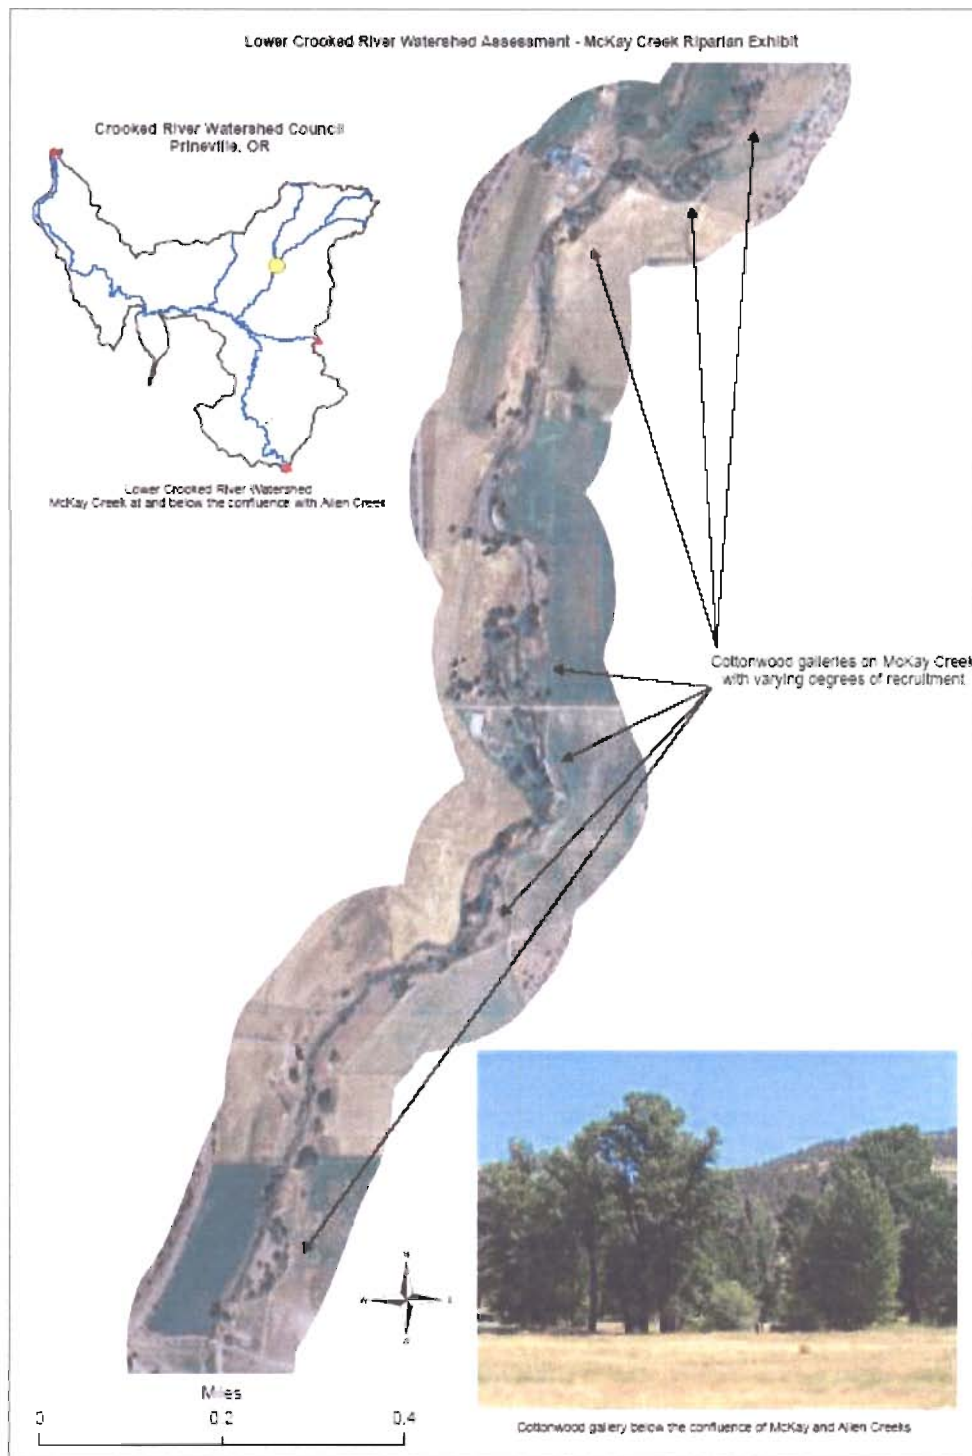 Lower Crooked River Watershed Assessment - McKay Creek Riparian Exhibit
Crooked River Watershed Council
Prineville, OR
Lower Crooked River Watershed
McKay Creek at and below the confluence with Allen Creek
Cottonwood galleries on McKay Creek
with varying degrees of recruitment
N
W E
S
Miles
0 0.2 0.4
Cottonwood gallery below the confluence of McKay and Allen Creeks